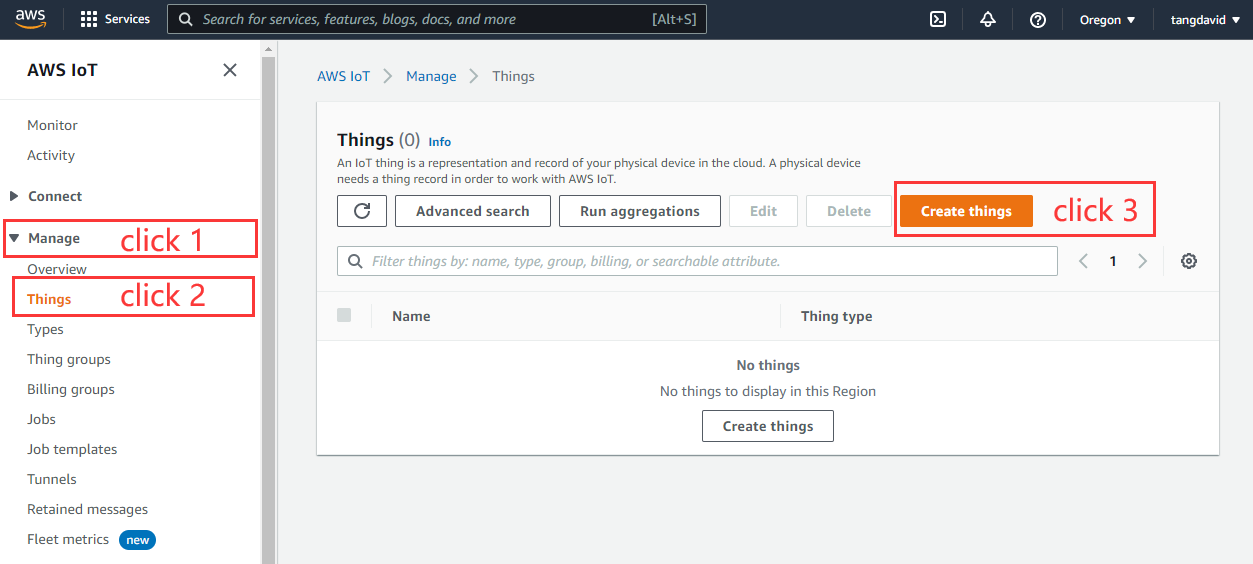 aws Services Search for services, features, blogs, docs, and more [Alt+S] Oregon tangdavid
AWS IoT
Monitor
Activity
Connect
Manage click 1
Overview
Things click 2
Types
Thing groups
Billing groups
Jobs
Job templates
Tunnels
Retained messages
Fleet metrics new
AWS IoT Manage Things
Things (0) Info
An IoT thing is a representation and record of your physical device in the cloud. A physical device
needs a thing record in order to work with AWS IoT.
Advanced search Run aggregations Edit Delete Create things click 3
Filter things by: name, type, group, billing, or searchable attribute. 1
Name Thing type
No things
No things to display in this Region
Create things